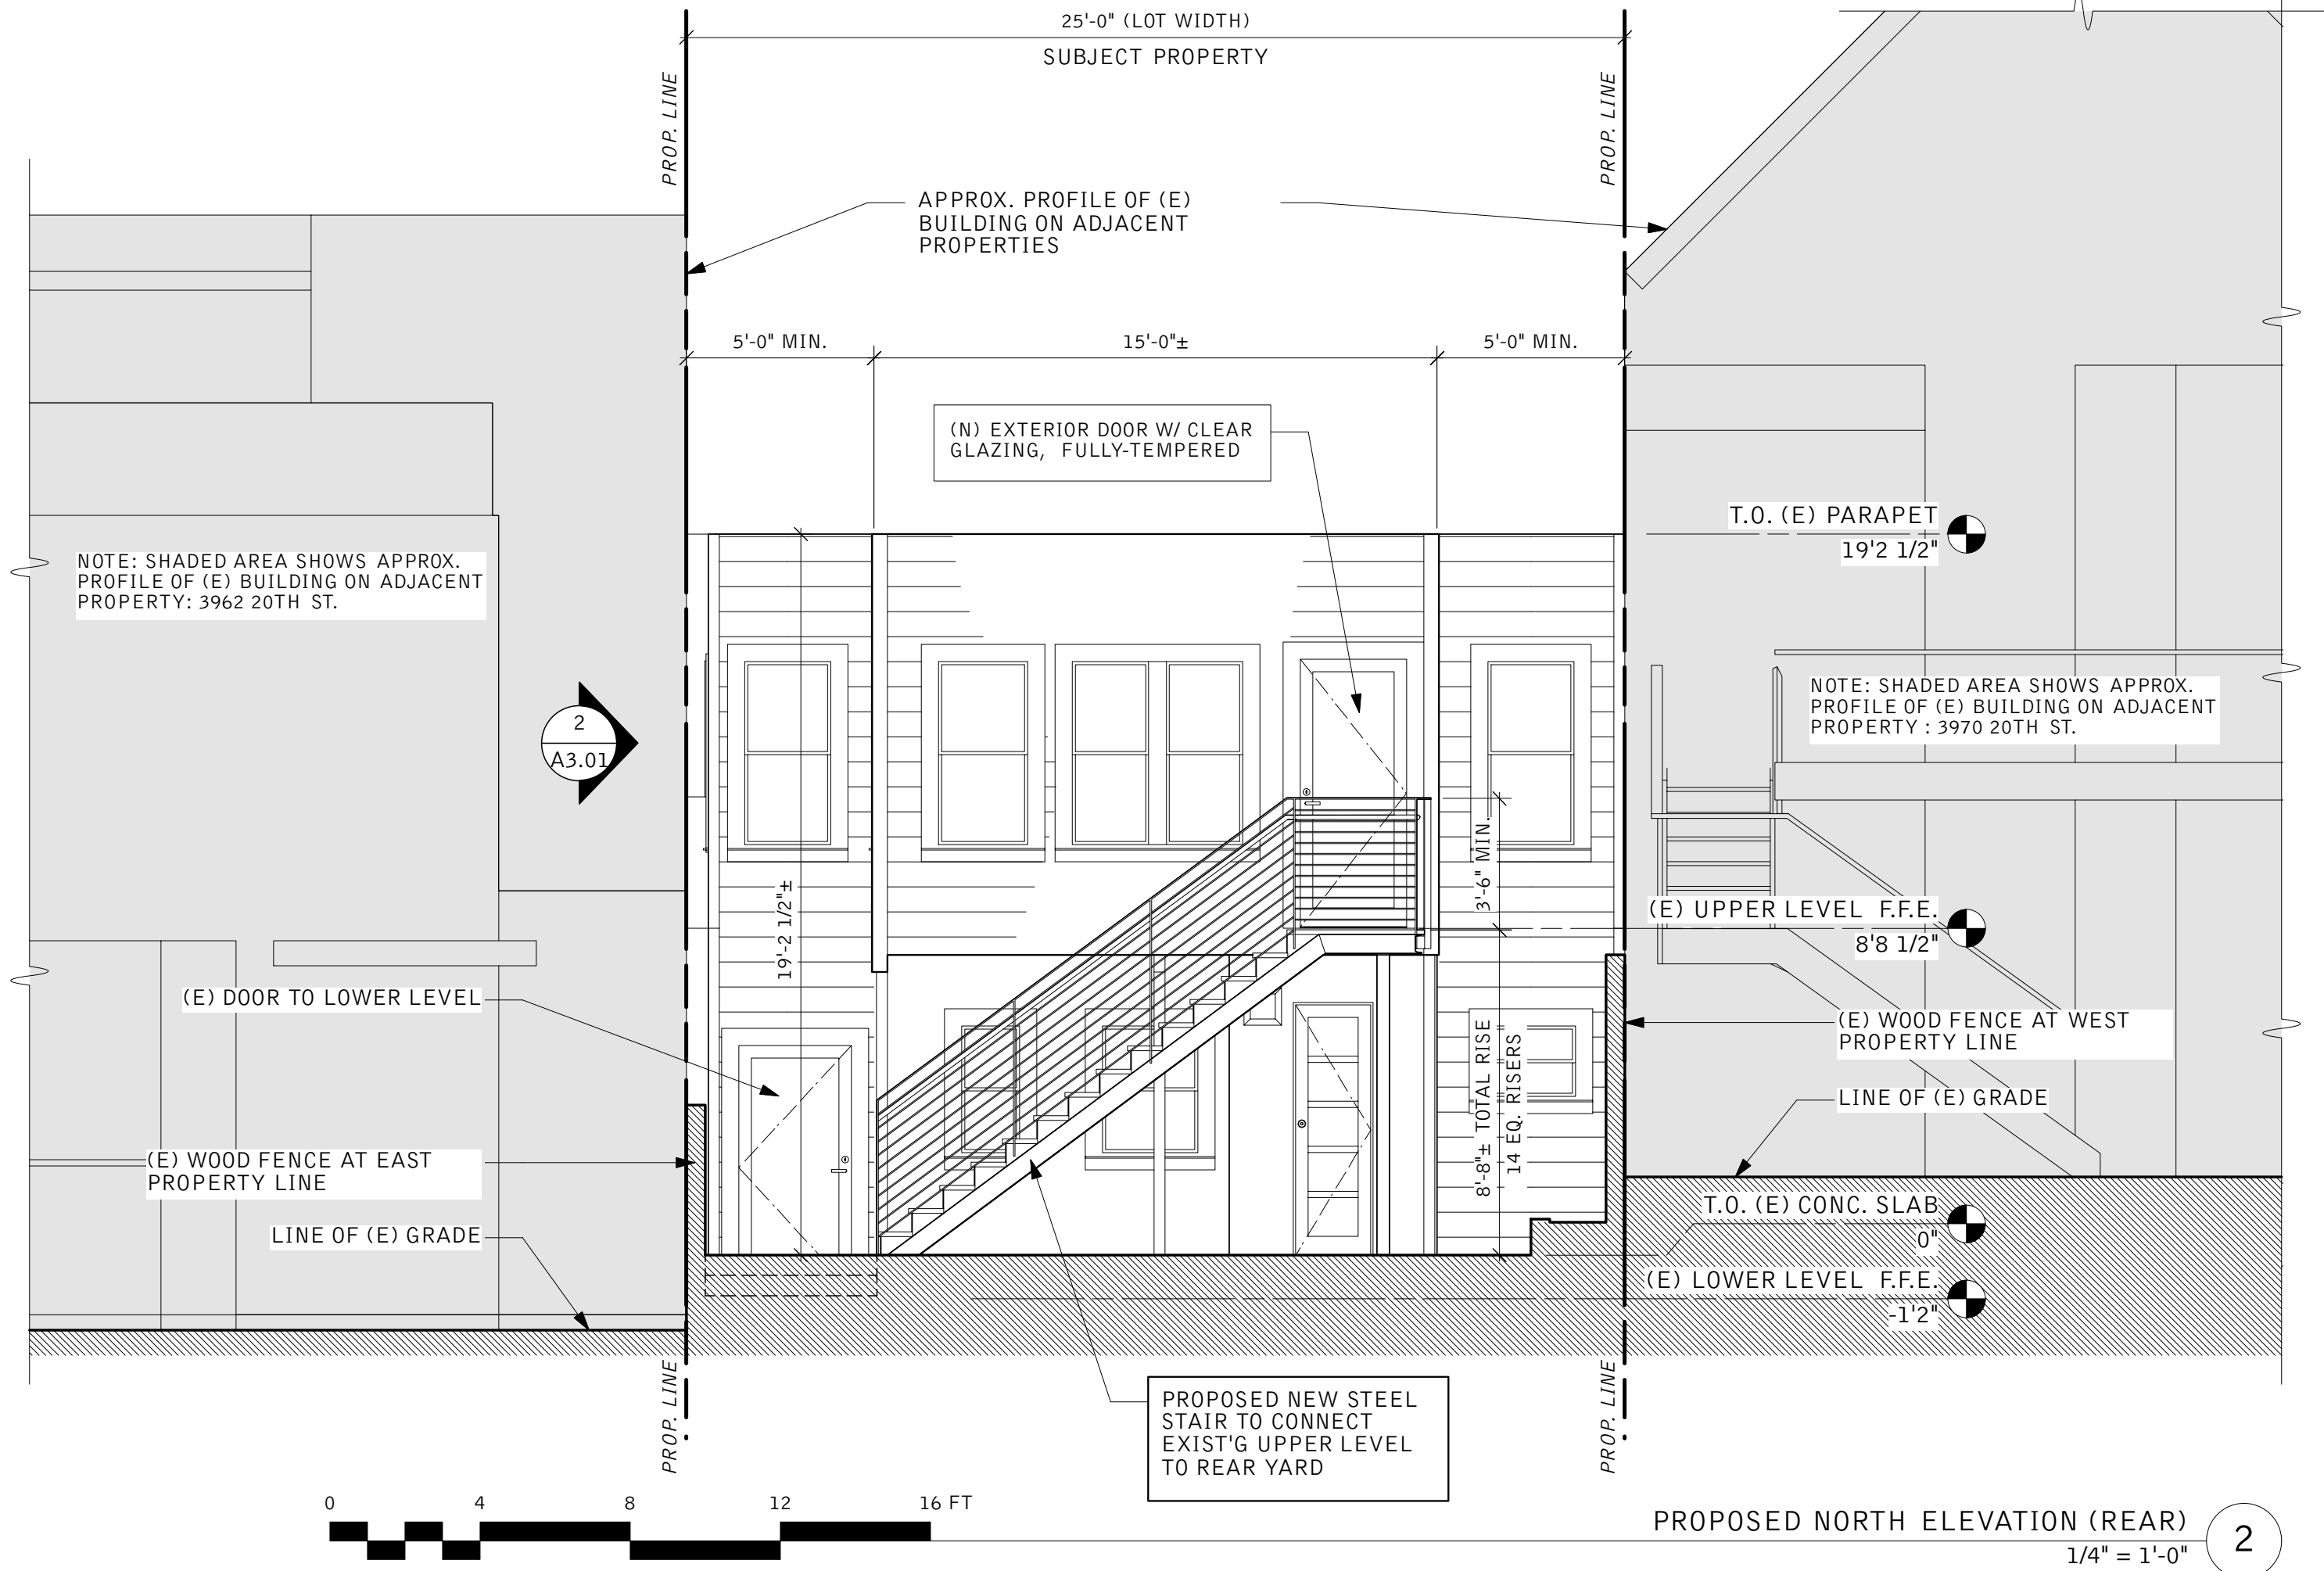 25'-0" (LOT WIDTH)
SUBJECT PROPERTY
PROP. LINE
PROP. LINE
APPROX. PROFILE OF (E)
BUILDING ON ADJACENT
PROPERTIES
5'-0" MIN.
15'-0"±
5'-0" MIN.
(N) EXTERIOR DOOR W/ CLEAR
GLAZING, FULLY-TEMPERED
T.O. (E) PARAPET
19'2 1/2"
NOTE: SHADED AREA SHOWS APPROX.
PROFILE OF (E) BUILDING ON ADJACENT
PROPERTY: 3962 20TH ST.
NOTE: SHADED AREA SHOWS APPROX.
PROFILE OF (E) BUILDING ON ADJACENT
PROPERTY : 3970 20TH ST.
2
A3.01
19'-2 1/2"±
3'-6" MIN.
(E) UPPER LEVEL F.F.E.
8'8 1/2"
(E) DOOR TO LOWER LEVEL
8'-8"± TOTAL RISE
14 EQ. RISERS
(E) WOOD FENCE AT WEST
PROPERTY LINE
LINE OF (E) GRADE
(E) WOOD FENCE AT EAST
PROPERTY LINE
LINE OF (E) GRADE
T.O. (E) CONC. SLAB
0"
(E) LOWER LEVEL F.F.E.
-1'2"
PROP. LINE
PROP. LINE
PROPOSED NEW STEEL
STAIR TO CONNECT
EXIST'G UPPER LEVEL
TO REAR YARD
0 4 8 12 16 FT
PROPOSED NORTH ELEVATION (REAR)
1/4" = 1'-0"
2